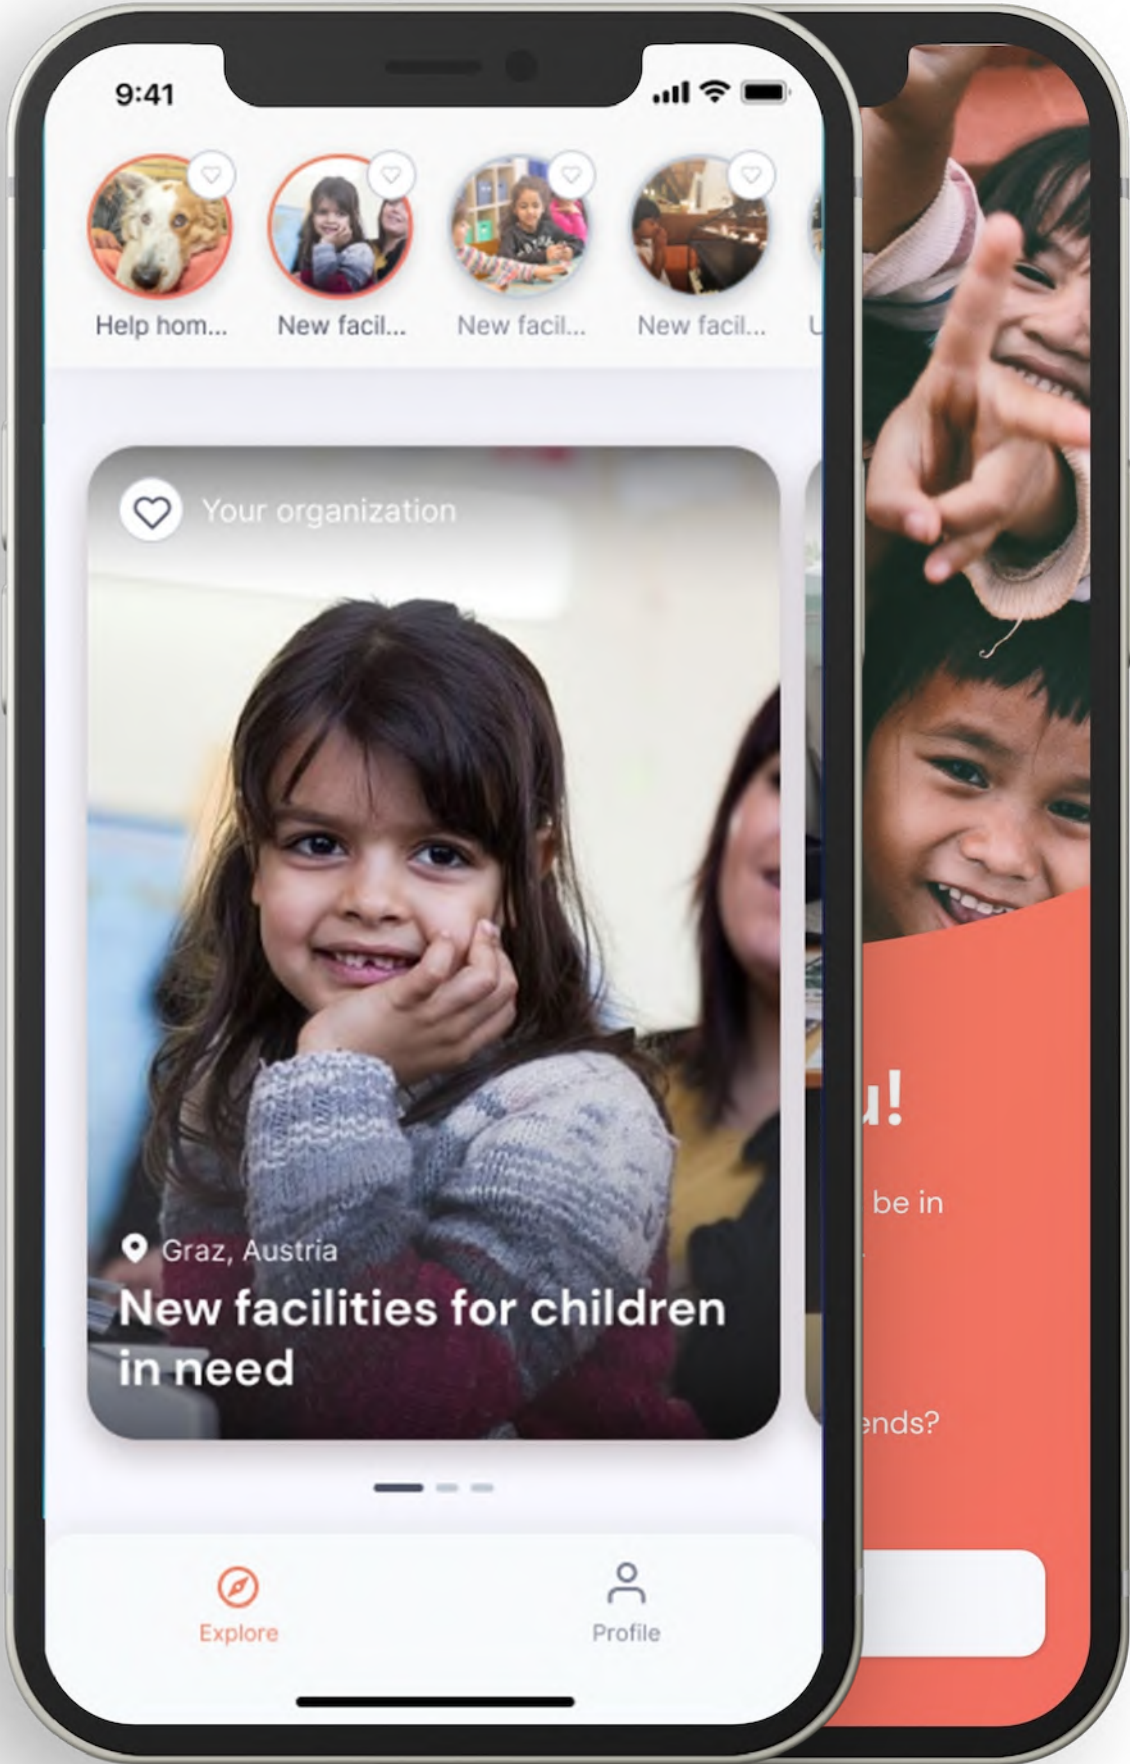 9:41
Help hom...
New facil...
New facil...
New facil...
Your organization
Graz, Austria
New facilities for children
in need
Explore
Profile
u!
be in
ends?